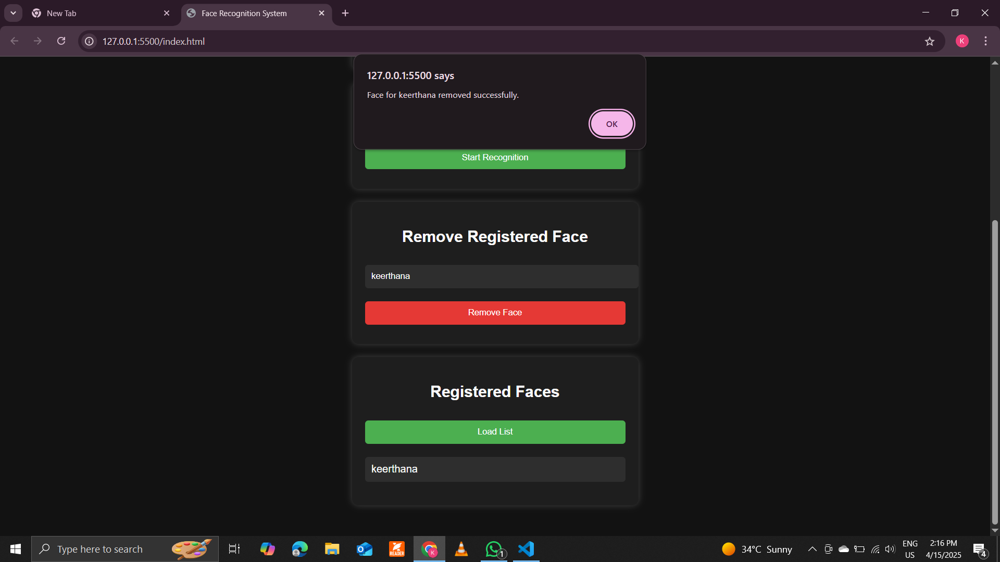 New Tab
Face Recognition System
127.0.0.1:5500/index.html
K
127.0.0.1:5500 says
Face for keerthana removed successfully.
OK
Start Recognition
Remove Registered Face
keerthana
Remove Face
Registered Faces
Load List
keerthana
Type here to search
READER
K
1
34°C Sunny
ENG
US
2:16 PM
4/15/2025
4